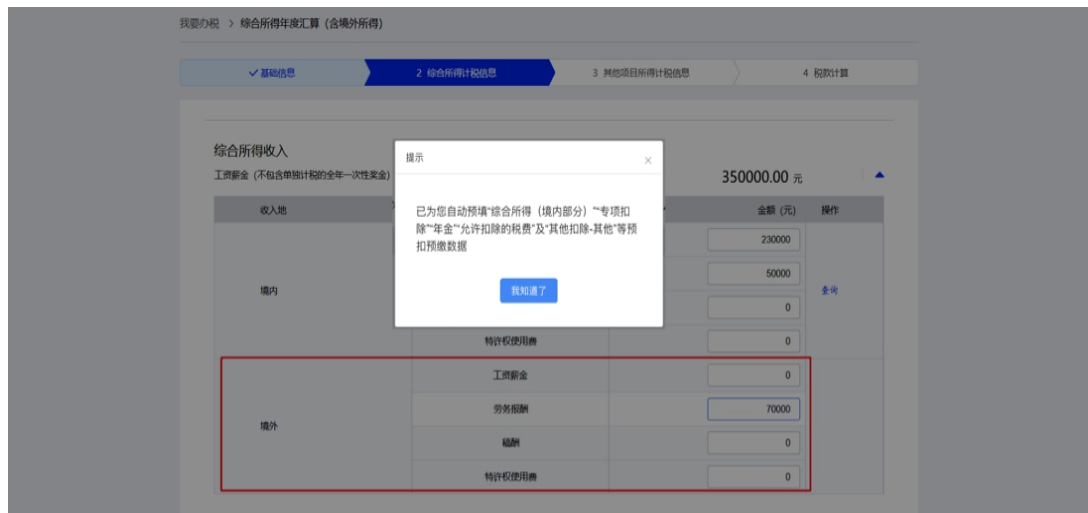 我要办税 > 综合所得年度汇算（含境外所得）
✓ 基础信息 2 综合所得计税信息 3 其他项目所得计税信息 4 税款计算
综合所得收入
工资薪金（不包含单独计税的全年一次性奖金） 350000.00 元
提示 ×
已为您自动预填“综合所得（境内部分）”“专项扣
除”“年金”“允许扣除的税费”及“其他扣除-其他”等预
扣预缴数据
我知道了
收入地 金额（元） 操作
230000
境内 50000 查询
0
特许权使用费 0
境外 工资薪金 0
劳务报酬 70000
稿酬 0
特许权使用费 0